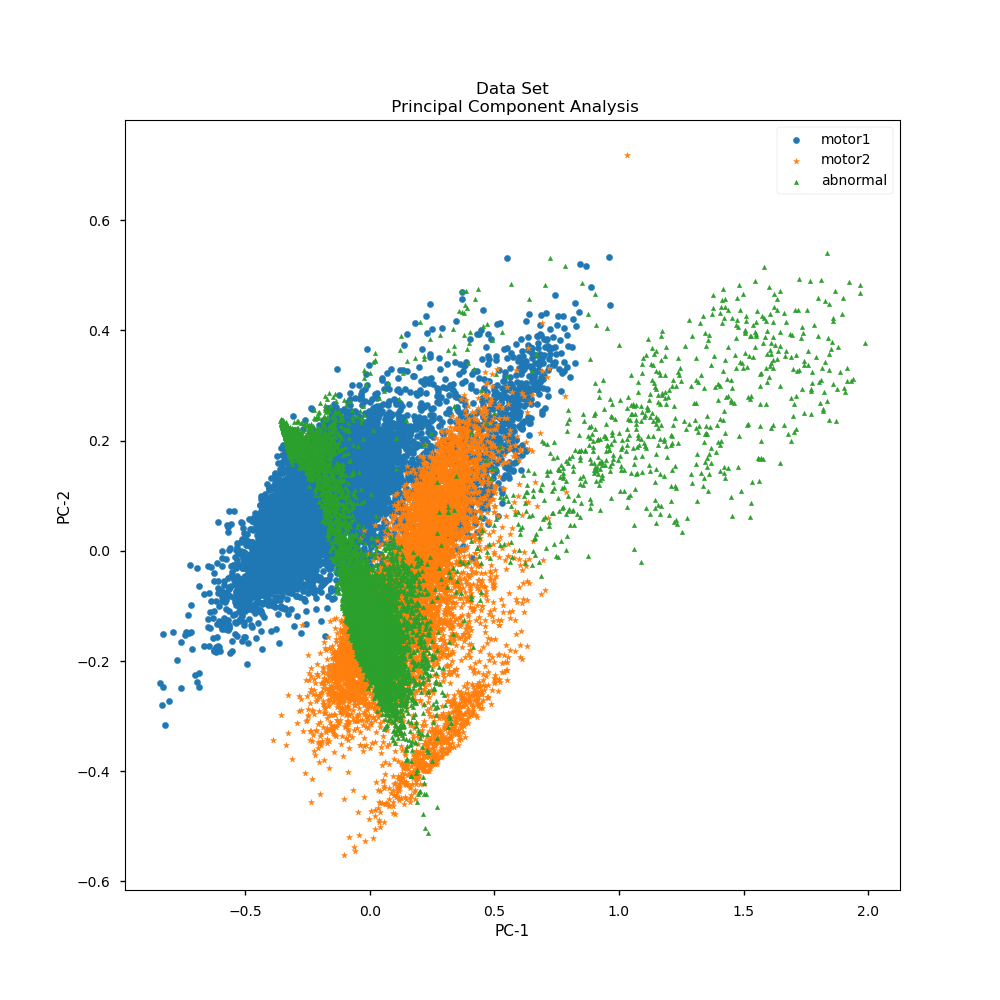 Data Set
Principal Component Analysis
motor1
motor2
abnormal
PC-2
0.6
0.4
0.2
0.0
−0.2
−0.4
−0.6
−0.5
0.0
0.5
1.0
1.5
2.0
PC-1